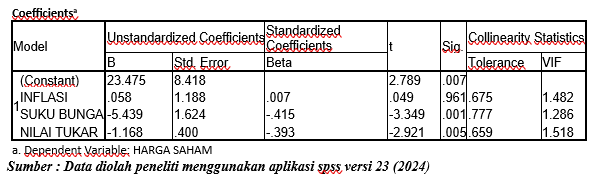 Coefficientsa
Model Unstandardized Coefficients Standardized Coefficients t Sig. Collinearity Statistics
B Std. Error Beta Tolerance VIF
1 (Constant) 23.475 8.418 2.789 .007
INFLASI .058 1.188 .007 .049 .961 .675 1.482
SUKU BUNGA -5.439 1.624 -.415 -3.349 .001 .777 1.286
NILAI TUKAR -1.168 .400 -.393 -2.921 .005 .659 1.518
a. Dependent Variable: HARGA SAHAM
Sumber : Data diolah peneliti menggunakan aplikasi spss versi 23 (2024)